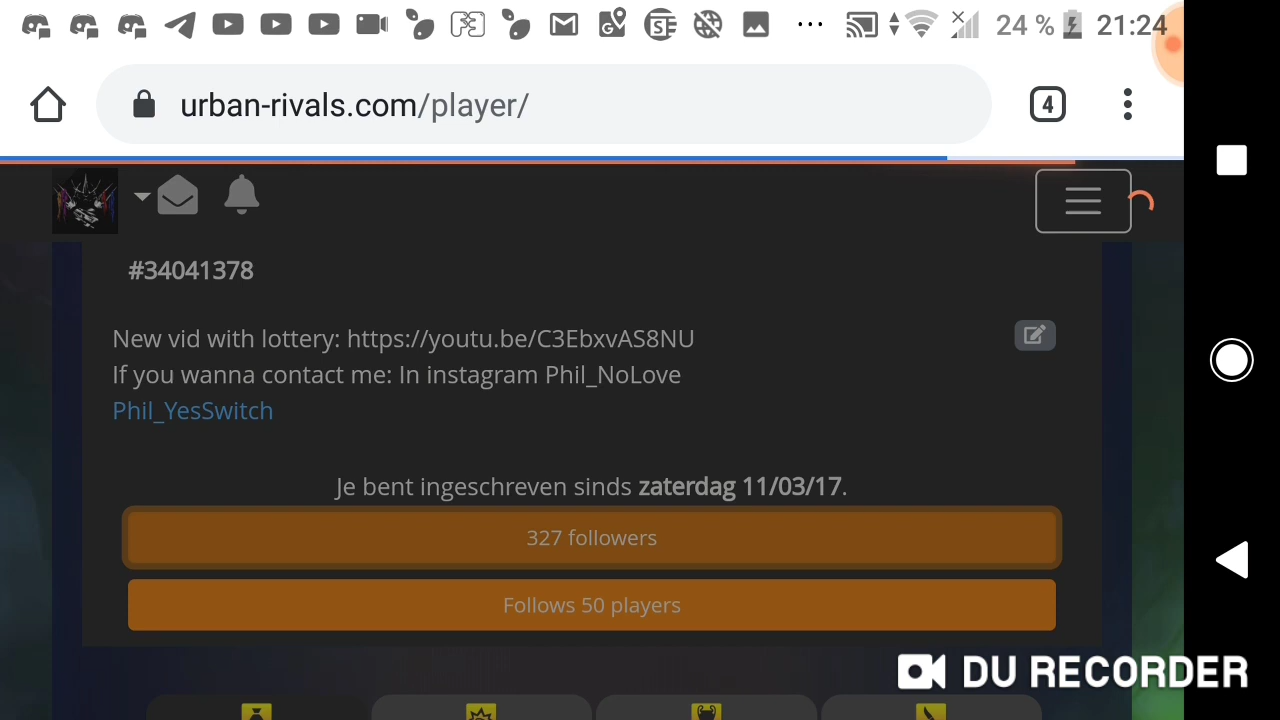 24 % 21:24
urban-rivals.com/player/
4
#34041378
New vid with lottery: https://youtu.be/C3EbxvAS8NU
If you wanna contact me: In instagram Phil_NoLove
Phil_YesSwitch
Je bent ingeschreven sinds zaterdag 11/03/17.
327 followers
Follows 50 players
DU RECORDER